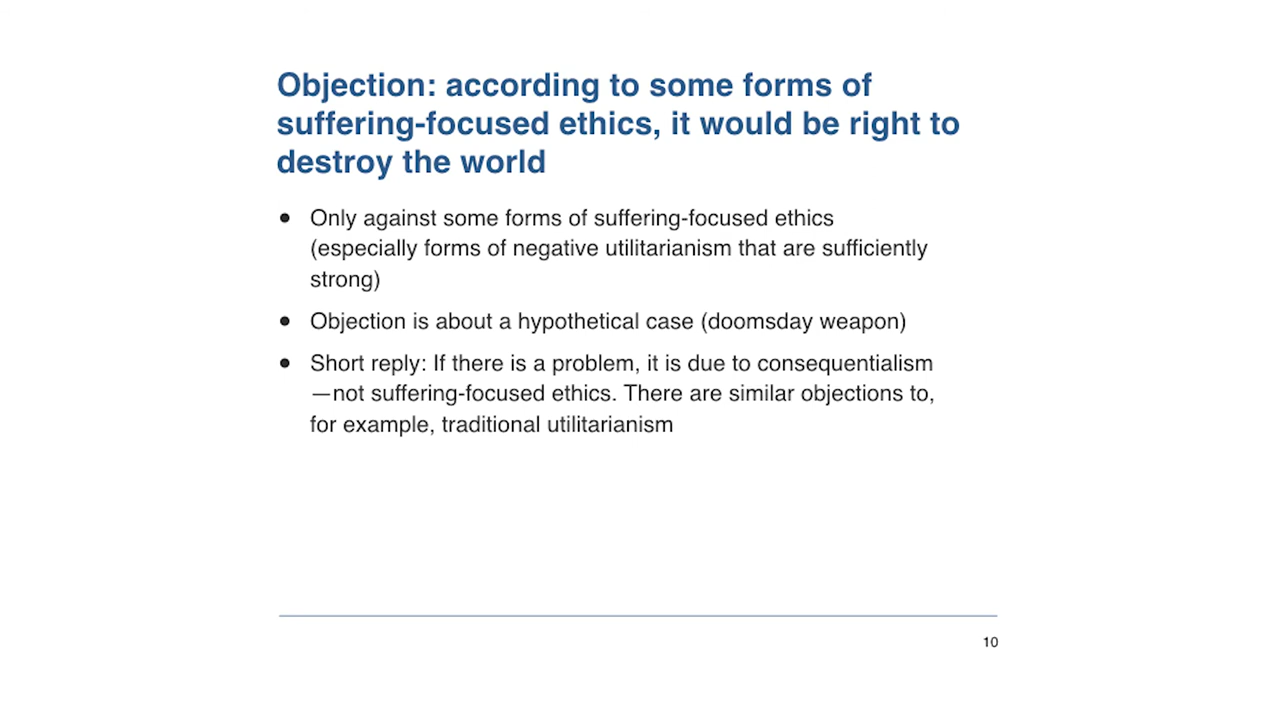 Objection: according to some forms of
suffering-focused ethics, it would be right to
destroy the world
● Only against some forms of suffering-focused ethics
(especially forms of negative utilitarianism that are sufficiently
strong)
● Objection is about a hypothetical case (doomsday weapon)
● Short reply: If there is a problem, it is due to consequentialism
—not suffering-focused ethics. There are similar objections to,
for example, traditional utilitarianism
10